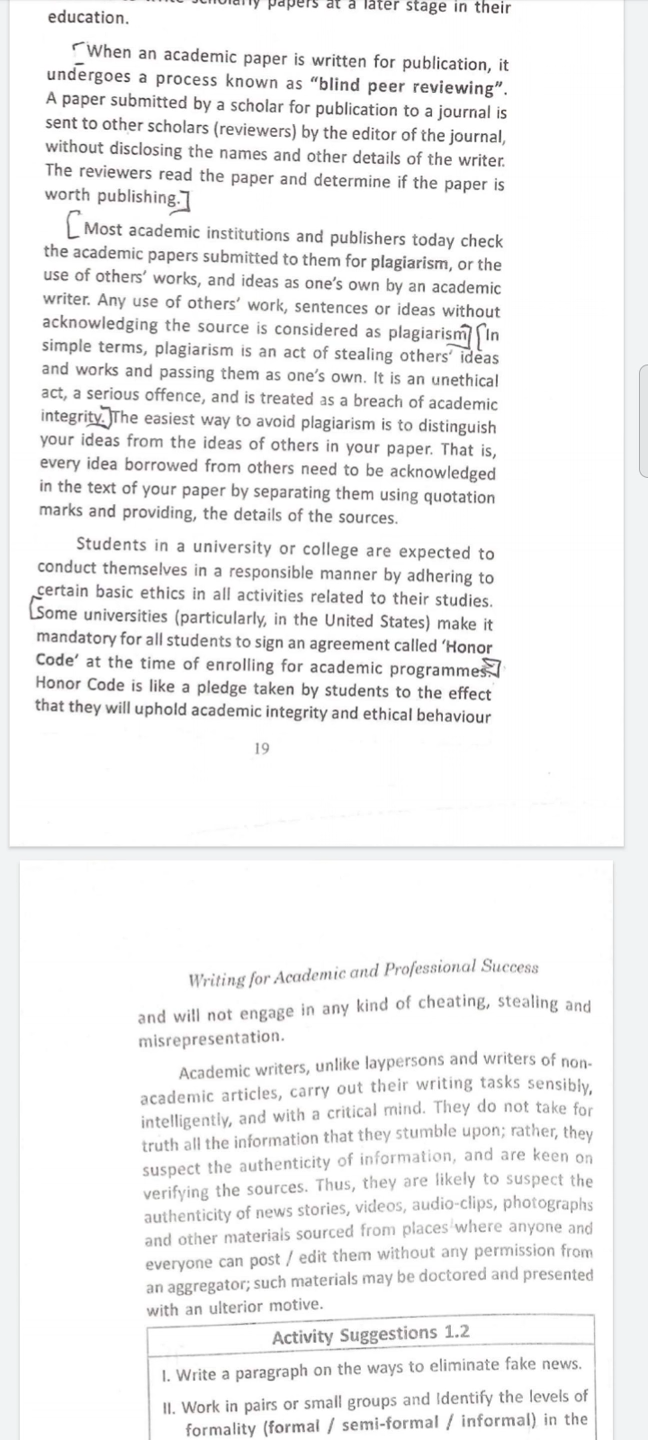 papers at a later stage in their
education.
When an academic paper is written for publication, it
undergoes a process known as “blind peer reviewing”.
A paper submitted by a scholar for publication to a journal is
sent to other scholars (reviewers) by the editor of the journal,
without disclosing the names and other details of the writer.
The reviewers read the paper and determine if the paper is
worth publishing.
Most academic institutions and publishers today check
the academic papers submitted to them for plagiarism, or the
use of others’ works, and ideas as one’s own by an academic
writer. Any use of others’ work, sentences or ideas without
acknowledging the source is considered as plagiarism. In
simple terms, plagiarism is an act of stealing others’ ideas
and works and passing them as one’s own. It is an unethical
act, a serious offence, and is treated as a breach of academic
integrity. The easiest way to avoid plagiarism is to distinguish
your ideas from the ideas of others in your paper. That is,
every idea borrowed from others need to be acknowledged
in the text of your paper by separating them using quotation
marks and providing, the details of the sources.
Students in a university or college are expected to
conduct themselves in a responsible manner by adhering to
certain basic ethics in all activities related to their studies.
Some universities (particularly, in the United States) make it
mandatory for all students to sign an agreement called ‘Honor
Code’ at the time of enrolling for academic programmes.
Honor Code is like a pledge taken by students to the effect
that they will uphold academic integrity and ethical behaviour
19
Writing for Academic and Professional Success
and will not engage in any kind of cheating, stealing and
misrepresentation.
Academic writers, unlike laypersons and writers of non-
academic articles, carry out their writing tasks sensibly,
intelligently, and with a critical mind. They do not take for
truth all the information that they stumble upon; rather, they
suspect the authenticity of information, and are keen on
verifying the sources. Thus, they are likely to suspect the
authenticity of news stories, videos, audio-clips, photographs
and other materials sourced from places where anyone and
everyone can post / edit them without any permission from
an aggregator; such materials may be doctored and presented
with an ulterior motive.
Activity Suggestions 1.2
I. Write a paragraph on the ways to eliminate fake news.
II. Work in pairs or small groups and Identify the levels of
formality (formal / semi-formal / informal) in the